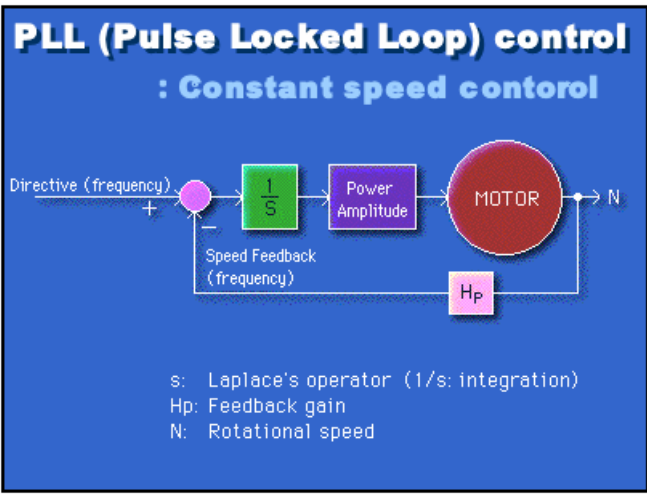 PLL (Pulse Locked Loop) control
: Constant speed contorol
Directive (frequency)
+
−
1
S
Power
Amplitude
MOTOR
N
Speed Feedback
(frequency)
HP
s: Laplace's operator (1/s: integration)
Hp: Feedback gain
N: Rotational speed